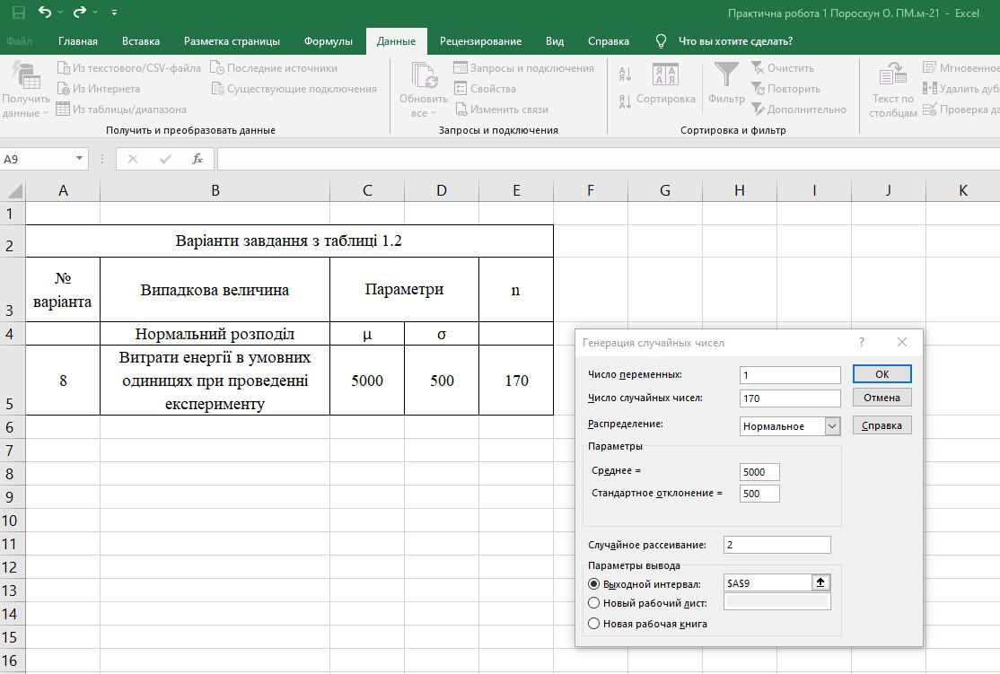 Практична робота 1 Пороскун О. ПМ.м-21 - Excel
Файл Главная Вставка Разметка страницы Формулы Данные Рецензирование Вид Справка Что вы хотите сделать?
Получить данные
Из текстового/CSV-файла
Из Интернета
Из таблицы/диапазона
Последние источники
Существующие подключения
Получить и преобразовать данные
Обновить все
Запросы и подключения
Свойства
Изменить связи
Запросы и подключения
Сортировка
Фильтр
Очистить
Повторить
Дополнительно
Сортировка и фильтр
Текст по столбцам
Мгновенное
Удалить дуб
Проверка да
A9
fx
A B C D E F G H I J K
1
2 Варіанти завдання з таблиці 1.2
3 № варіанта Випадкова величина Параметри n
4 Нормальний розподіл μ σ
5 8 Витрати енергії в умовних одиницях при проведенні експерименту 5000 500 170
6
7
8
9
10
11
12
13
14
15
16
Генерация случайных чисел ?
Число переменных: 1
Число случайных чисел: 170
Распределение: Нормальное
Параметры
Среднее = 5000
Стандартное отклонение = 500
Случайное рассеивание: 2
Параметры вывода
Выходной интервал: $A$9
Новый рабочий лист:
Новая рабочая книга
ОК
Отмена
Справка